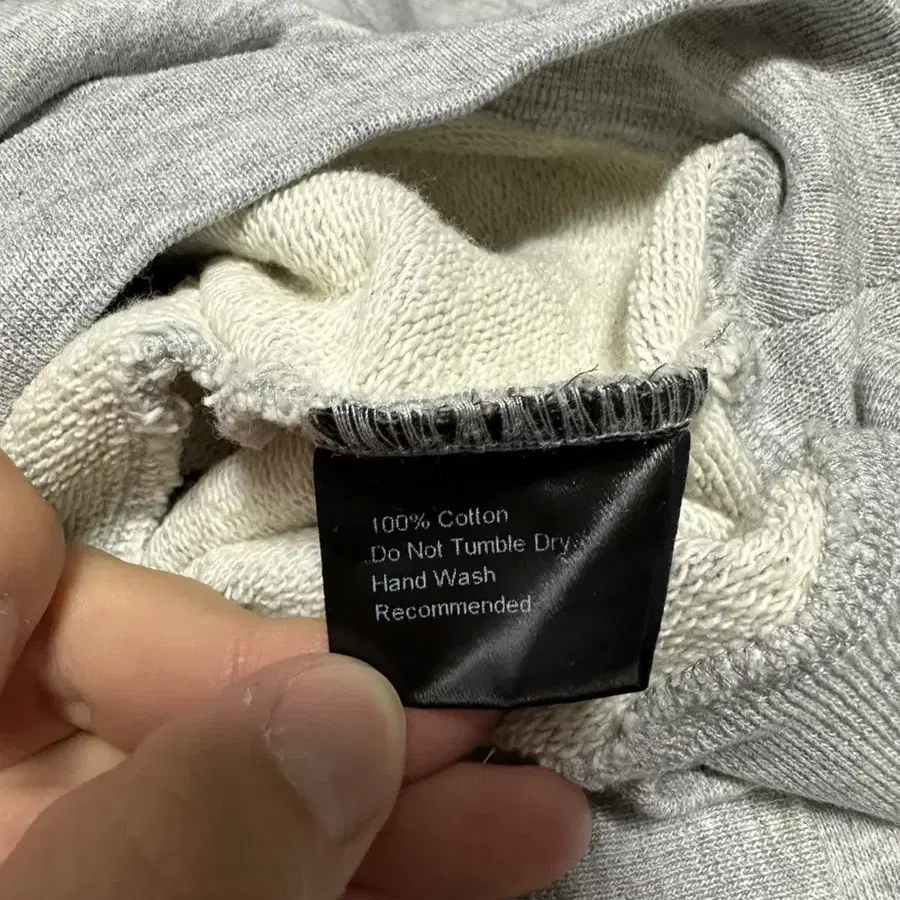 100% Cotton
Do Not Tumble Dry
Hand Wash
Recommended